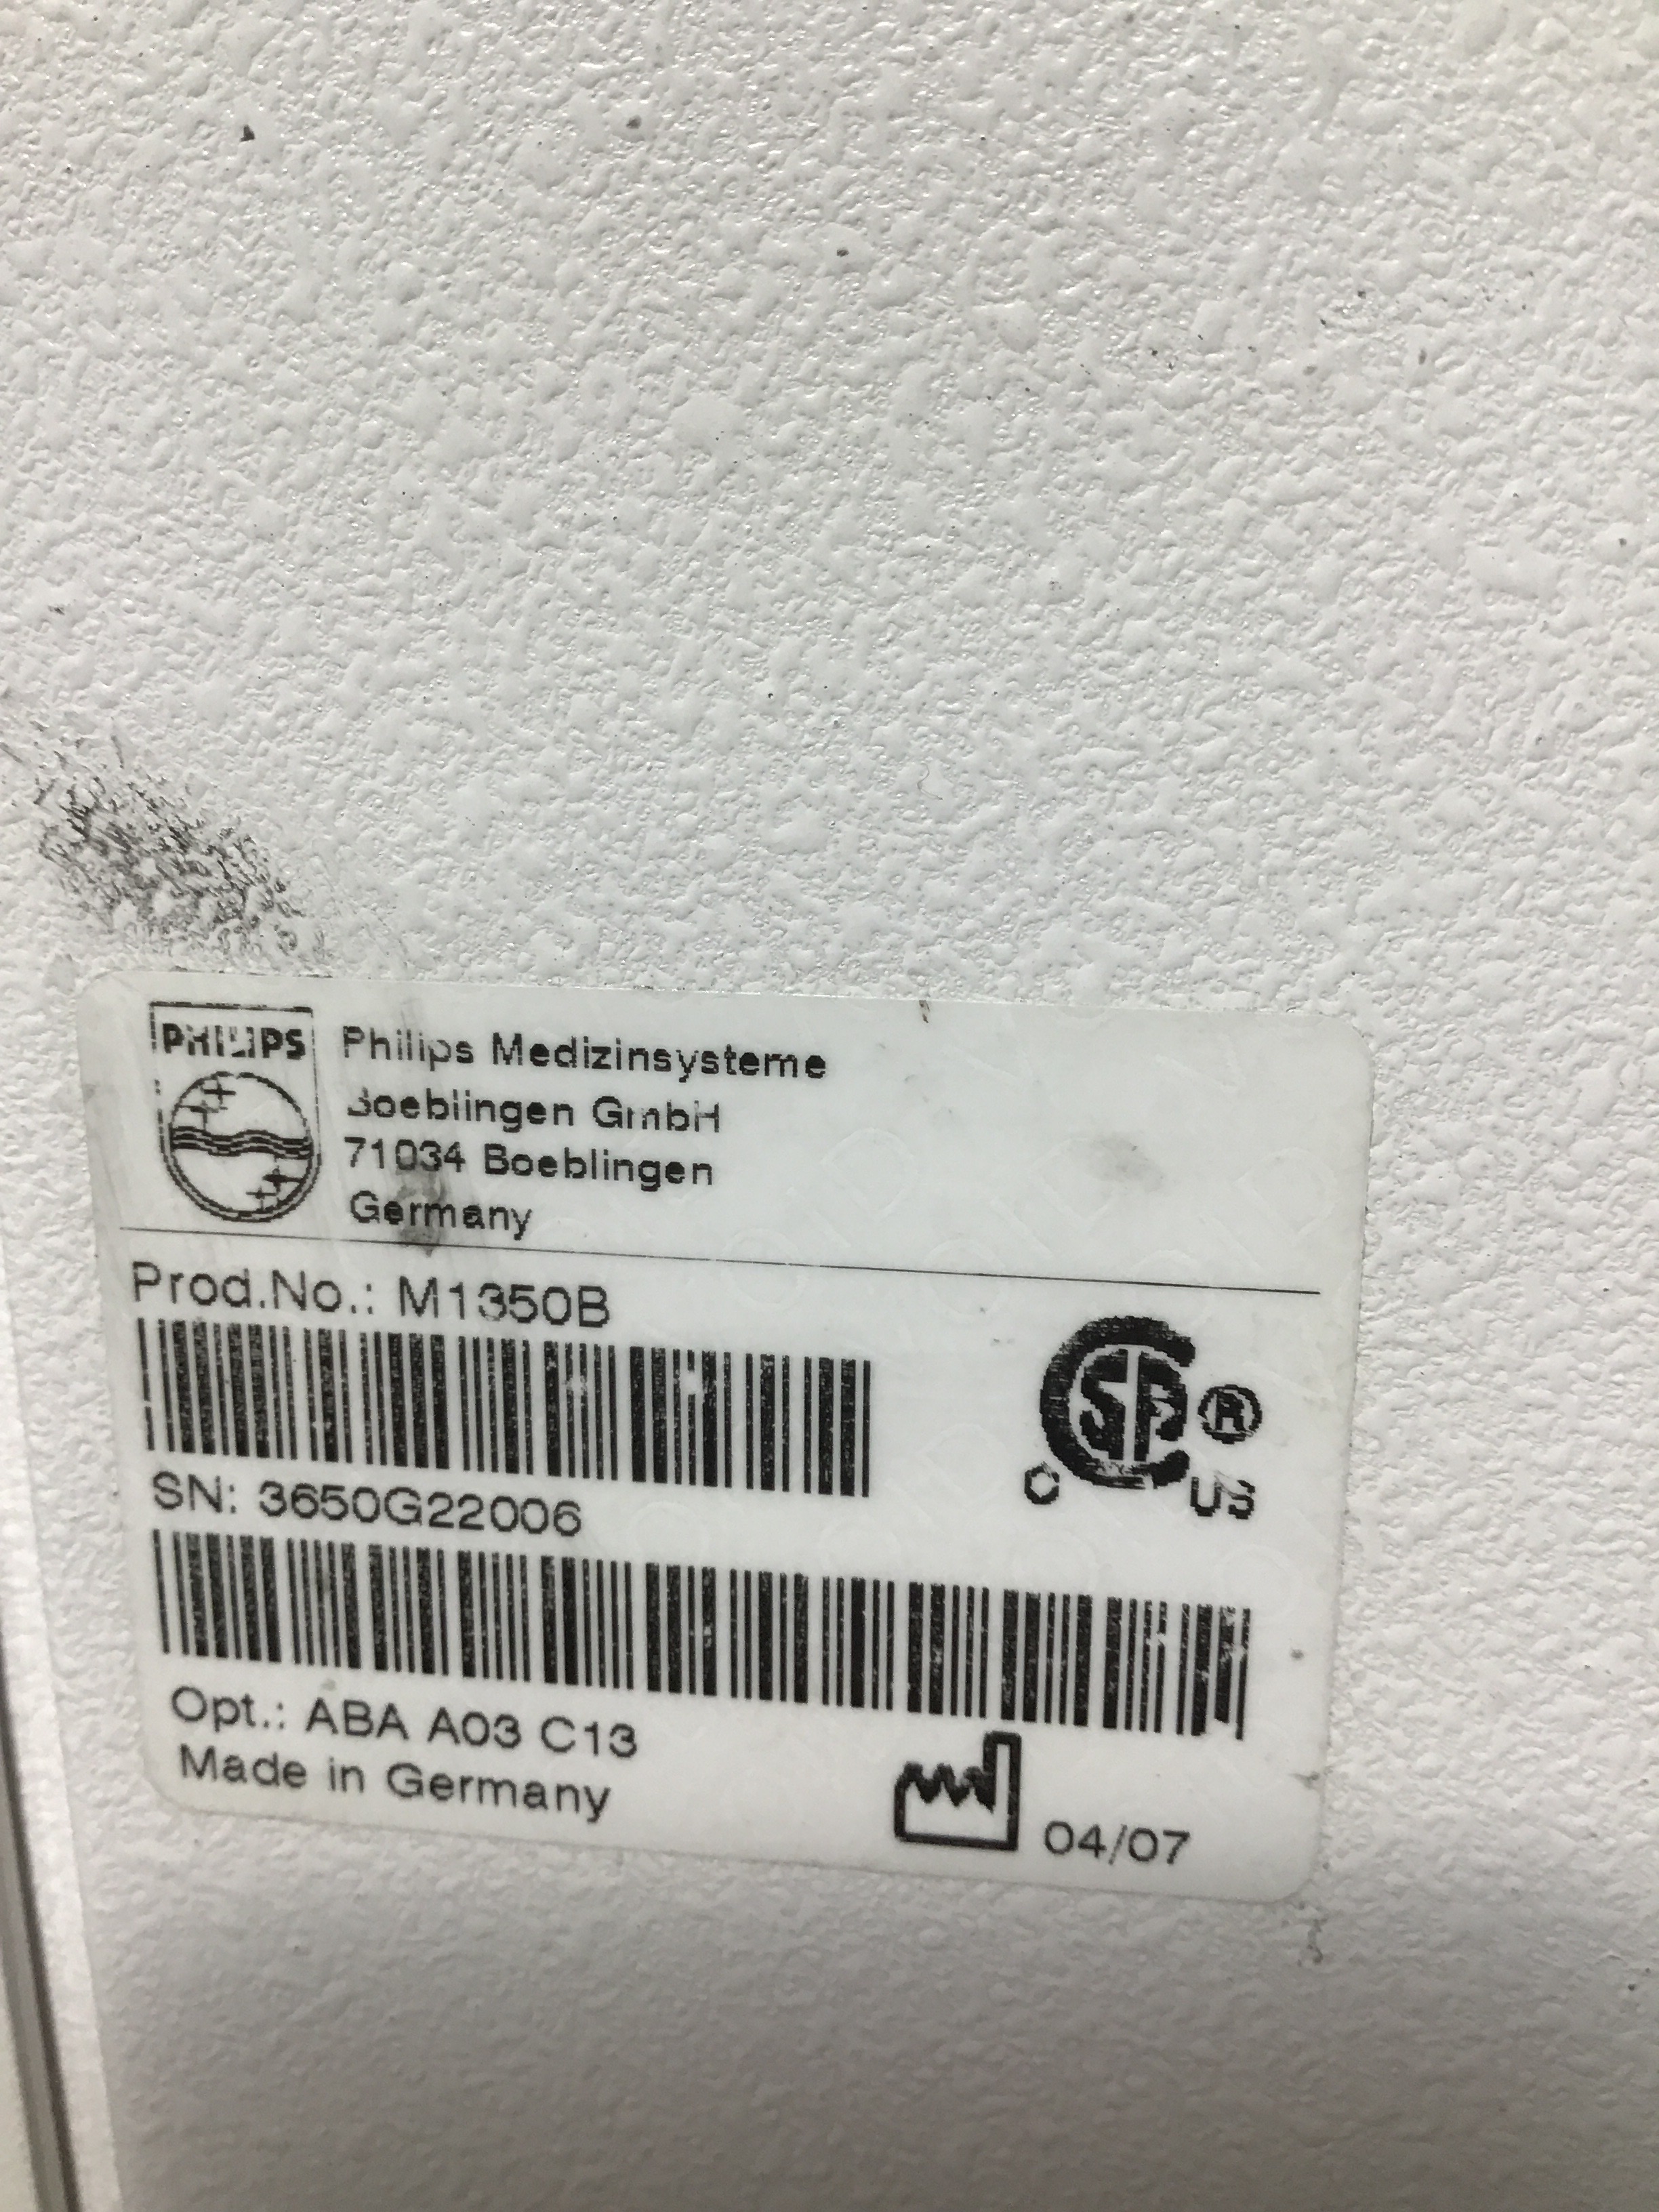 PHILIPS
Philips Medizinsysteme
Boeblingen GmbH
71034 Boeblingen
Germany
Prod.No.: M1350B
SN: 3650G22006
Opt.: ABA A03 C13
Made in Germany
C US
®
04/07